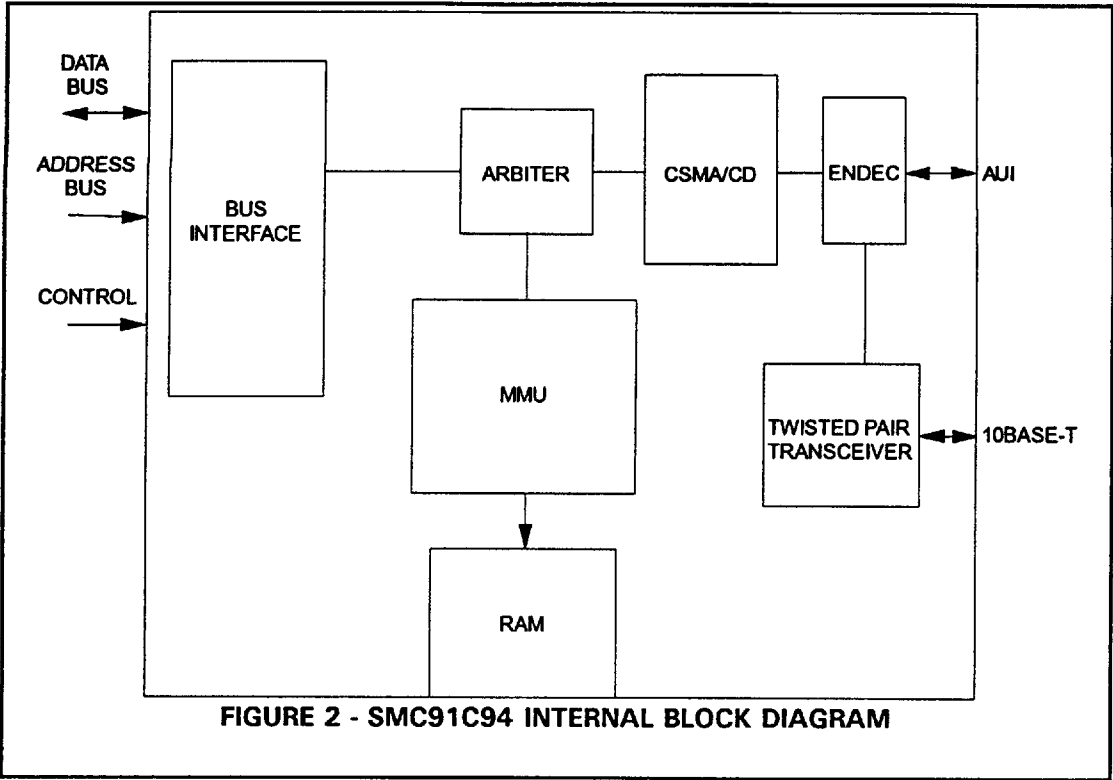 DATA
BUS
ADDRESS
BUS
CONTROL
BUS
INTERFACE
ARBITER
CSMA/CD
ENDEC
AUI
MMU
TWISTED PAIR
TRANSCEIVER
10BASE-T
RAM
FIGURE 2 - SMC91C94 INTERNAL BLOCK DIAGRAM